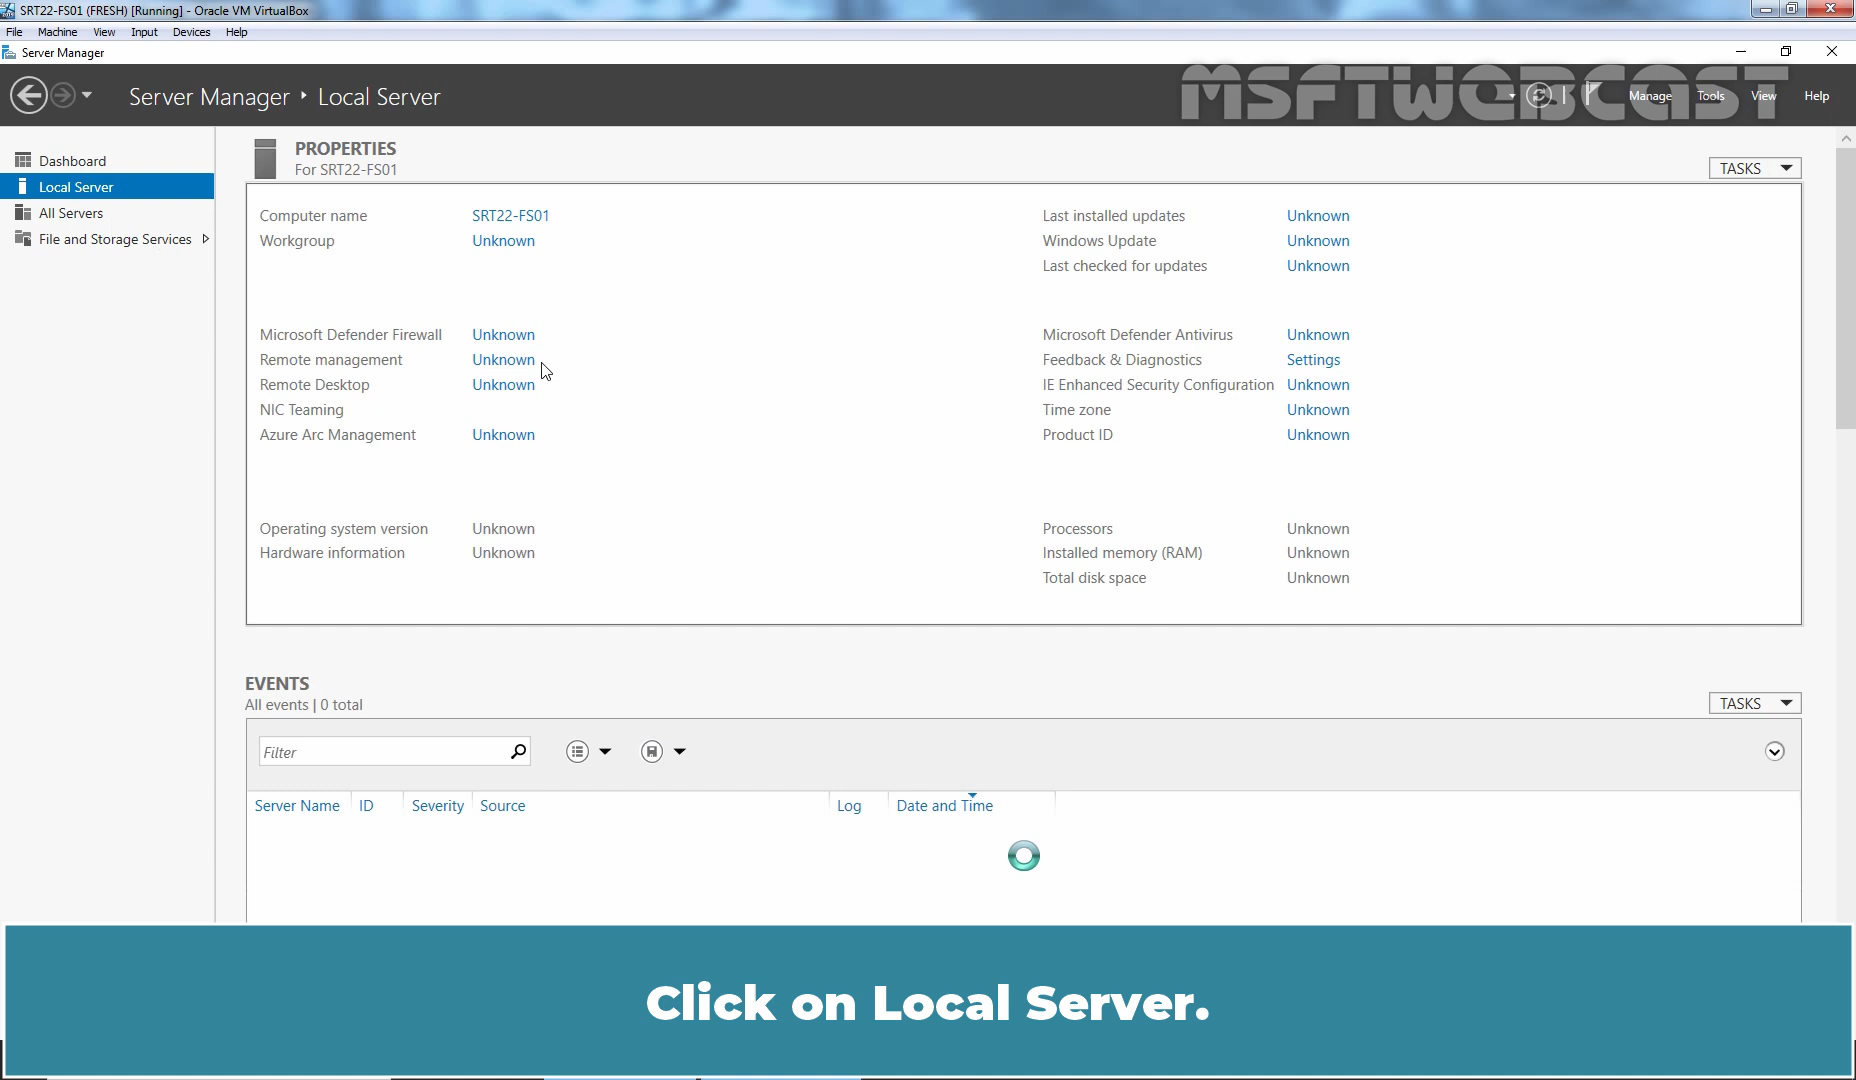 SRT22-FS01 (FRESH) [Running] - Oracle VM VirtualBox
File Machine View Input Devices Help
Server Manager
Server Manager ‣ Local Server
MSFTWEBCAST
Manage Tools View Help
Dashboard
Local Server
All Servers
File and Storage Services
PROPERTIES
For SRT22-FS01
TASKS
Computer name SRT22-FS01
Workgroup Unknown
Last installed updates Unknown
Windows Update Unknown
Last checked for updates Unknown
Microsoft Defender Firewall Unknown
Remote management Unknown
Remote Desktop Unknown
NIC Teaming
Azure Arc Management Unknown
Microsoft Defender Antivirus Unknown
Feedback & Diagnostics Settings
IE Enhanced Security Configuration Unknown
Time zone Unknown
Product ID Unknown
Operating system version Unknown
Hardware information Unknown
Processors Unknown
Installed memory (RAM) Unknown
Total disk space Unknown
EVENTS
All events | 0 total
TASKS
Filter
Server Name ID Severity Source Log Date and Time
Click on Local Server.